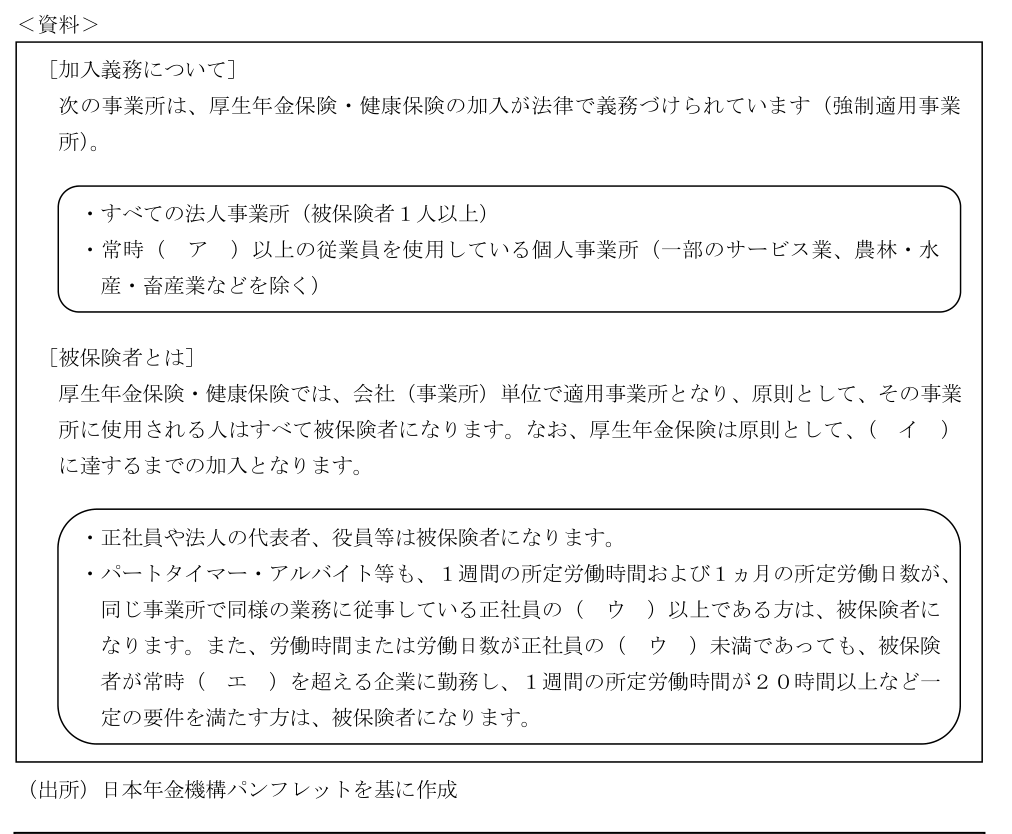 ＜資料＞
［加入義務について］
次の事業所は、厚生年金保険・健康保険の加入が法律で義務づけられています（強制適用事業
所）。
・すべての法人事業所（被保険者１人以上）
・常時（　ア　）以上の従業員を使用している個人事業所（一部のサービス業、農林・水
産・畜産業などを除く）
［被保険者とは］
厚生年金保険・健康保険では、会社（事業所）単位で適用事業所となり、原則として、その事業
所に使用される人はすべて被保険者になります。なお、厚生年金保険は原則として、（　イ　）
に達するまでの加入となります。
・正社員や法人の代表者、役員等は被保険者になります。
・パートタイマー・アルバイト等も、１週間の所定労働時間および１ヵ月の所定労働日数が、
同じ事業所で同様の業務に従事している正社員の（　ウ　）以上である方は、被保険者に
なります。また、労働時間または労働日数が正社員の（　ウ　）未満であっても、被保険
者が常時（　エ　）を超える企業に勤務し、１週間の所定労働時間が２０時間以上など一
定の要件を満たす方は、被保険者になります。
（出所）日本年金機構パンフレットを基に作成